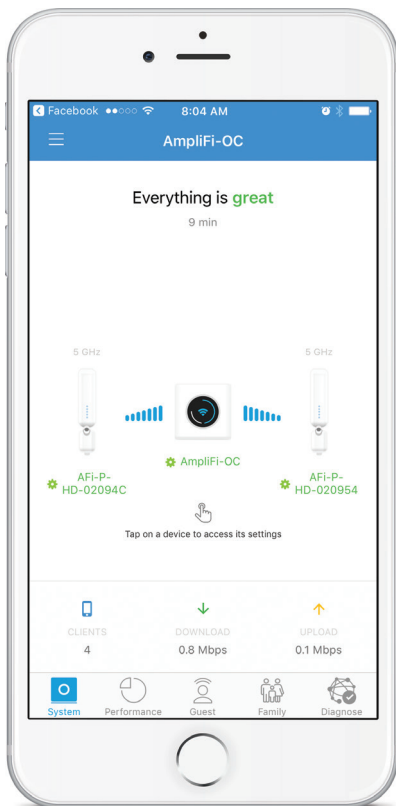 Facebook 8:04 AM
AmpliFi-OC
Everything is great
9 min
5 GHz 5 GHz
AmpliFi-OC
AFi-P- AFi-P-
HD-02094C HD-020954
Tap on a device to access its settings
CLIENTS DOWNLOAD UPLOAD
4 0.8 Mbps 0.1 Mbps
System Performance Guest Family Diagnose